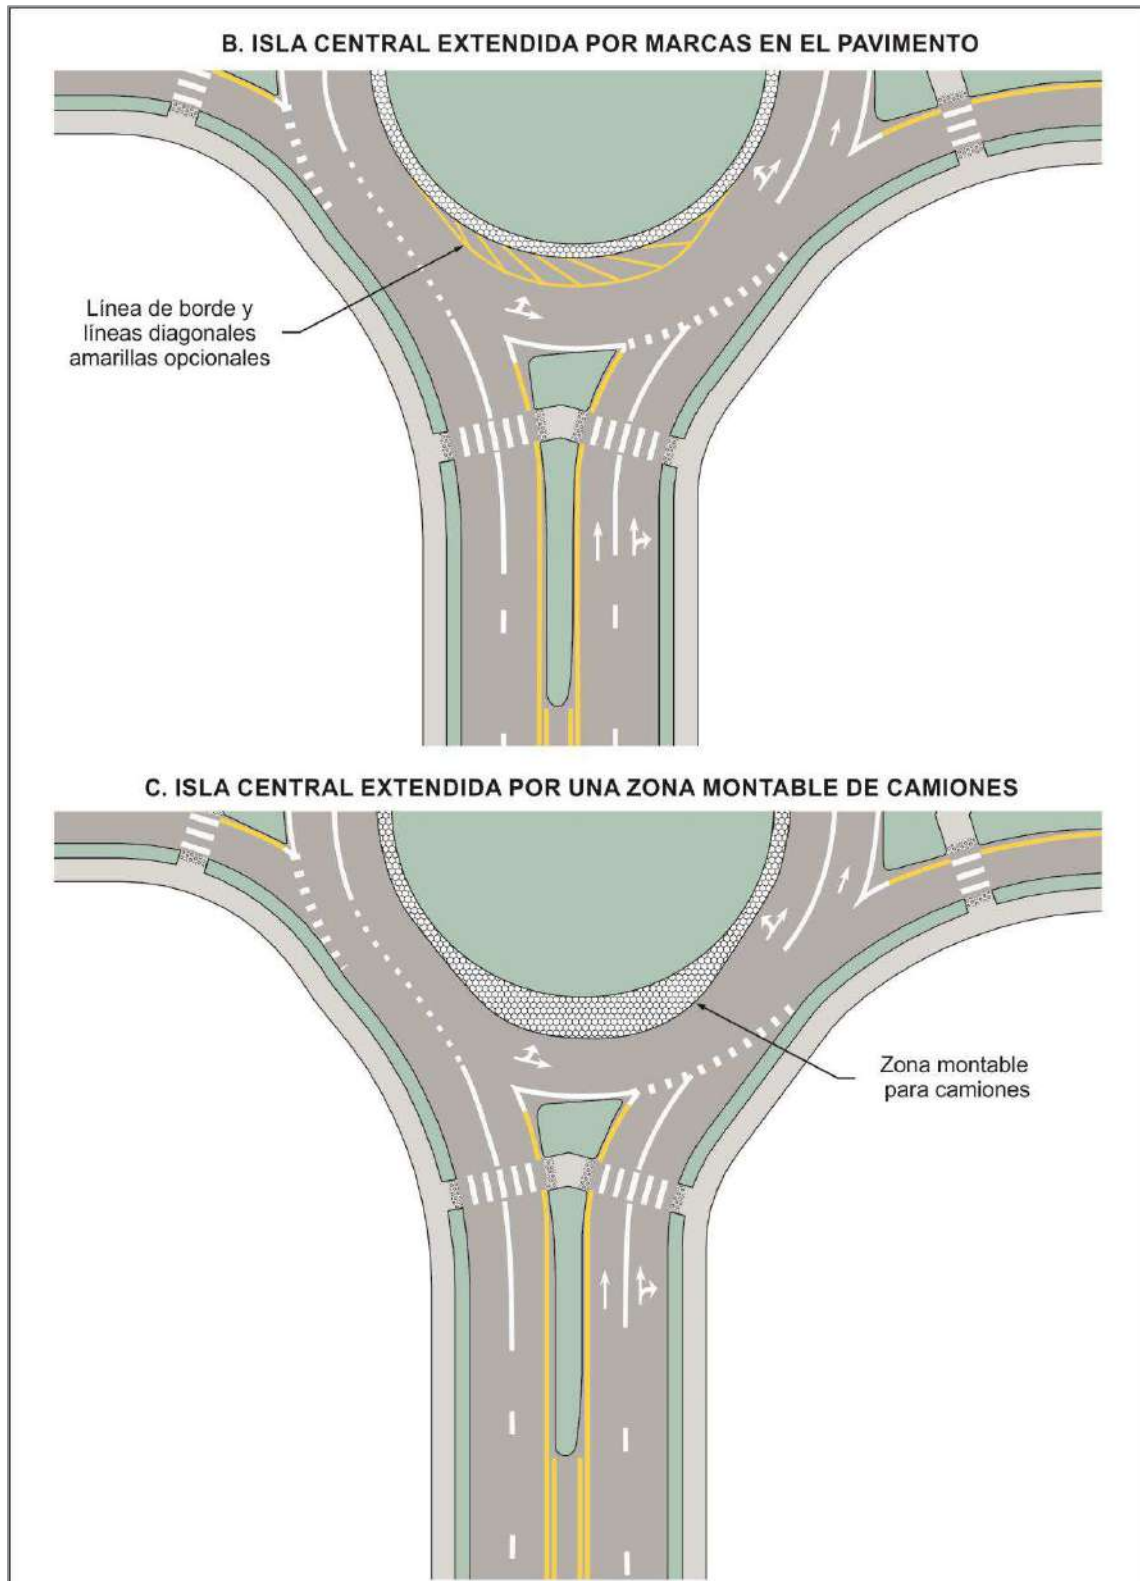 B. ISLA CENTRAL EXTENDIDA POR MARCAS EN EL PAVIMENTO
Línea de borde y
líneas diagonales
amarillas opcionales
C. ISLA CENTRAL EXTENDIDA POR UNA ZONA MONTABLE DE CAMIONES
Zona montable
para camiones